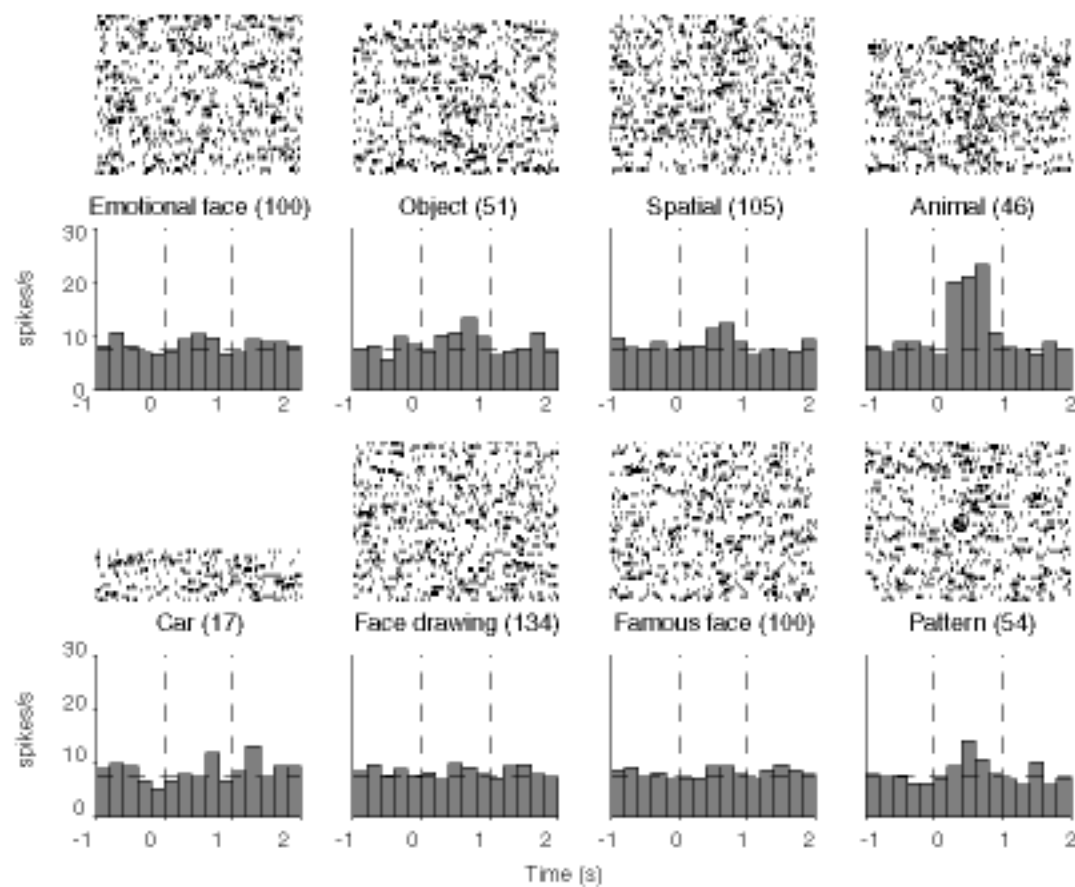 Emotional face (100) Object (51) Spatial (105) Animal (46)
30
20
10
0
spikes/s
-1 0 1 2 -1 0 1 2 -1 0 1 2 -1 0 1 2
Car (17) Face drawing (134) Famous face (100) Pattern (54)
30
20
10
0
spikes/s
-1 0 1 2 -1 0 1 2 -1 0 1 2 -1 0 1 2
Time (s)